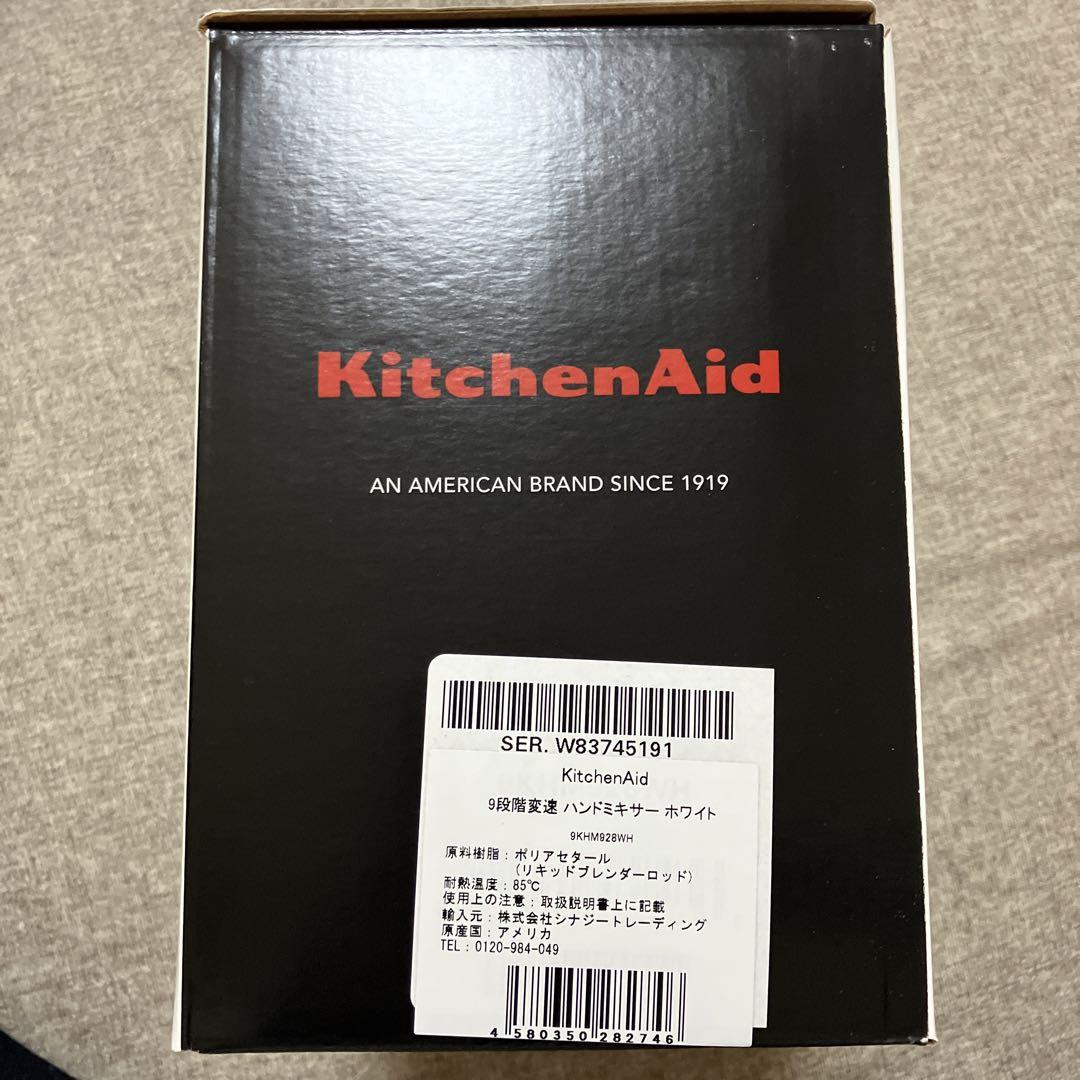 KitchenAid
AN AMERICAN BRAND SINCE 1919
SER. W83745191
KitchenAid
9段階変速 ハンドミキサー ホワイト
9KHM928WH
原料樹脂：ポリアセタール
(リキッドブレンダーロッド)
耐熱温度：85℃
使用上の注意：取扱説明書上に記載
輸入元：株式会社シナジートレーディング
原産国：アメリカ
TEL：0120-984-049
4 580350 282746